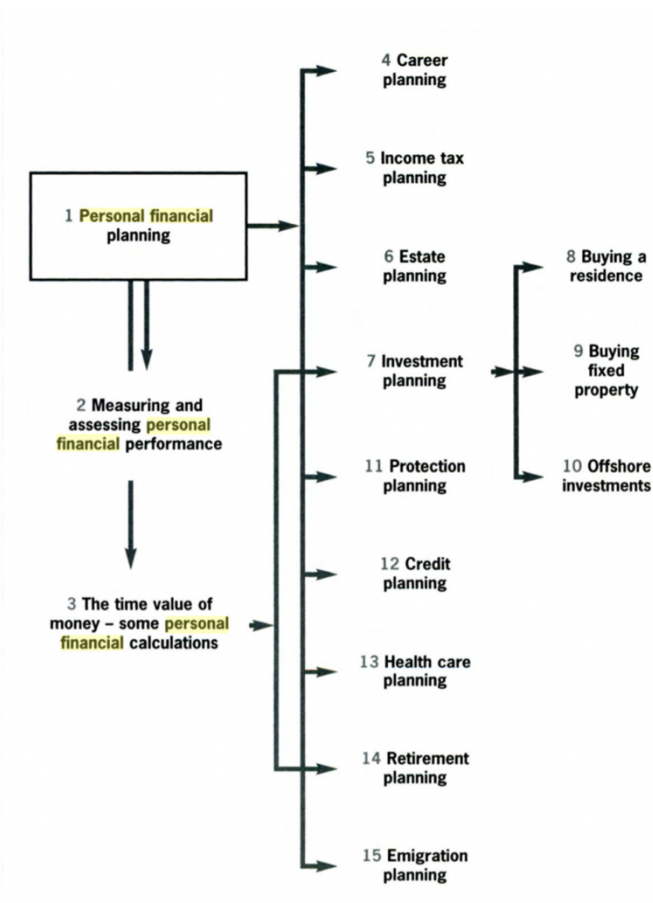 4 Career
planning
5 Income tax
planning
1 Personal financial
planning
6 Estate
planning
8 Buying a
residence
7 Investment
planning
9 Buying
fixed
property
2 Measuring and
assessing personal
financial performance
11 Protection
planning
10 Offshore
investments
12 Credit
planning
3 The time value of
money – some personal
financial calculations
13 Health care
planning
14 Retirement
planning
15 Emigration
planning